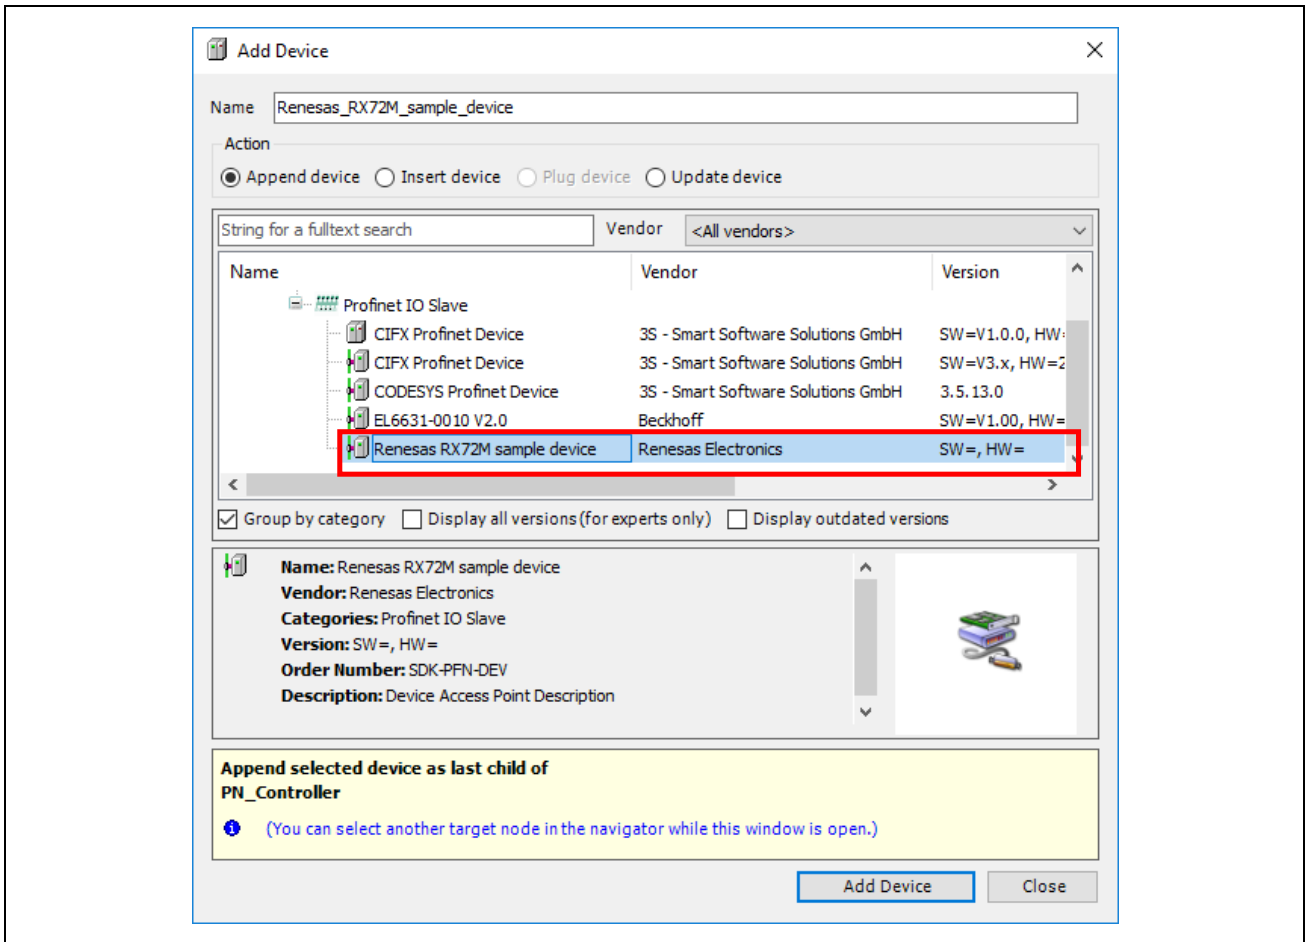 Add Device
Name Renesas_RX72M_sample_device
Action
Append device Insert device Plug device Update device
String for a fulltext search Vendor <All vendors>
Name Vendor Version
Profinet IO Slave
CIFX Profinet Device 3S - Smart Software Solutions GmbH SW=V1.0.0, HW=
CIFX Profinet Device 3S - Smart Software Solutions GmbH SW=V3.x, HW=2
CODESYS Profinet Device 3S - Smart Software Solutions GmbH 3.5.13.0
EL6631-0010 V2.0 Beckhoff SW=V1.00, HW=
Renesas RX72M sample device Renesas Electronics SW=, HW=
Group by category Display all versions (for experts only) Display outdated versions
Name: Renesas RX72M sample device
Vendor: Renesas Electronics
Categories: Profinet IO Slave
Version: SW=, HW=
Order Number: SDK-PFN-DEV
Description: Device Access Point Description
Append selected device as last child of
PN_Controller
(You can select another target node in the navigator while this window is open.)
Add Device Close